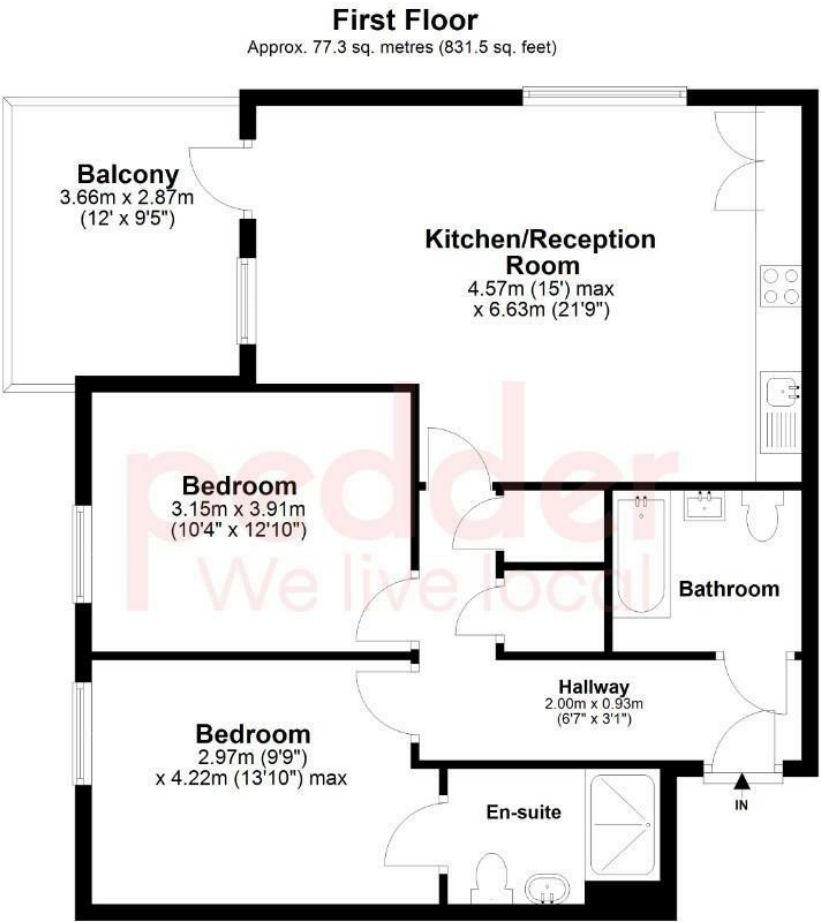 First Floor
Approx. 77.3 sq. metres (831.5 sq. feet)
Balcony
3.66m x 2.87m
(12' x 9'5")
Kitchen/Reception
Room
4.57m (15') max
x 6.63m (21'9")
pedder
We live local
Bedroom
3.15m x 3.91m
(10'4" x 12'10")
Bathroom
Hallway
2.00m x 0.93m
(6'7" x 3'1")
Bedroom
2.97m (9'9")
x 4.22m (13'10") max
En-suite
IN